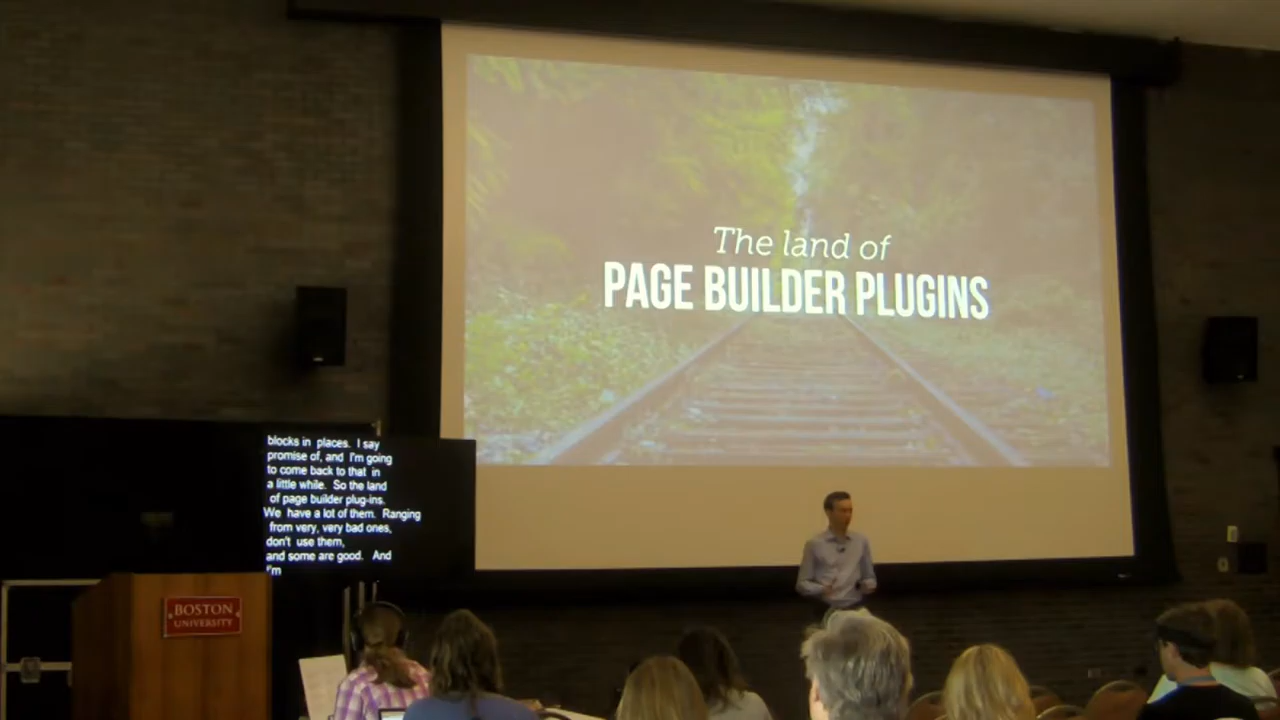 The land of
PAGE BUILDER PLUGINS
blocks in places. I say
promise of, and I'm going
to come back to that in
a little while. So the land
of page builder plug-ins.
We have a lot of them. Ranging
from very, very bad ones,
don't use them,
and some are good. And
I'm
BOSTON
UNIVERSITY